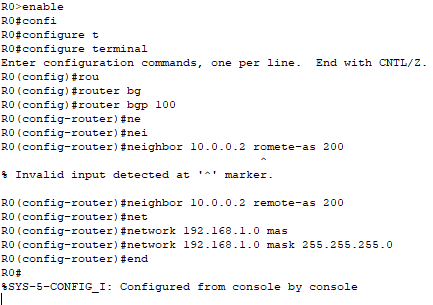 R0>enable
R0#confi
R0#configure t
R0#configure terminal
Enter configuration commands, one per line.  End with CNTL/Z.
R0(config)#rou
R0(config)#router bg
R0(config)#router bgp 100
R0(config-router)#ne
R0(config-router)#nei
R0(config-router)#neighbor 10.0.0.2 romete-as 200
^
% Invalid input detected at '^' marker.
R0(config-router)#neighbor 10.0.0.2 remote-as 200
R0(config-router)#net
R0(config-router)#network 192.168.1.0 mas
R0(config-router)#network 192.168.1.0 mask 255.255.255.0
R0(config-router)#end
R0#
%SYS-5-CONFIG_I: Configured from console by console